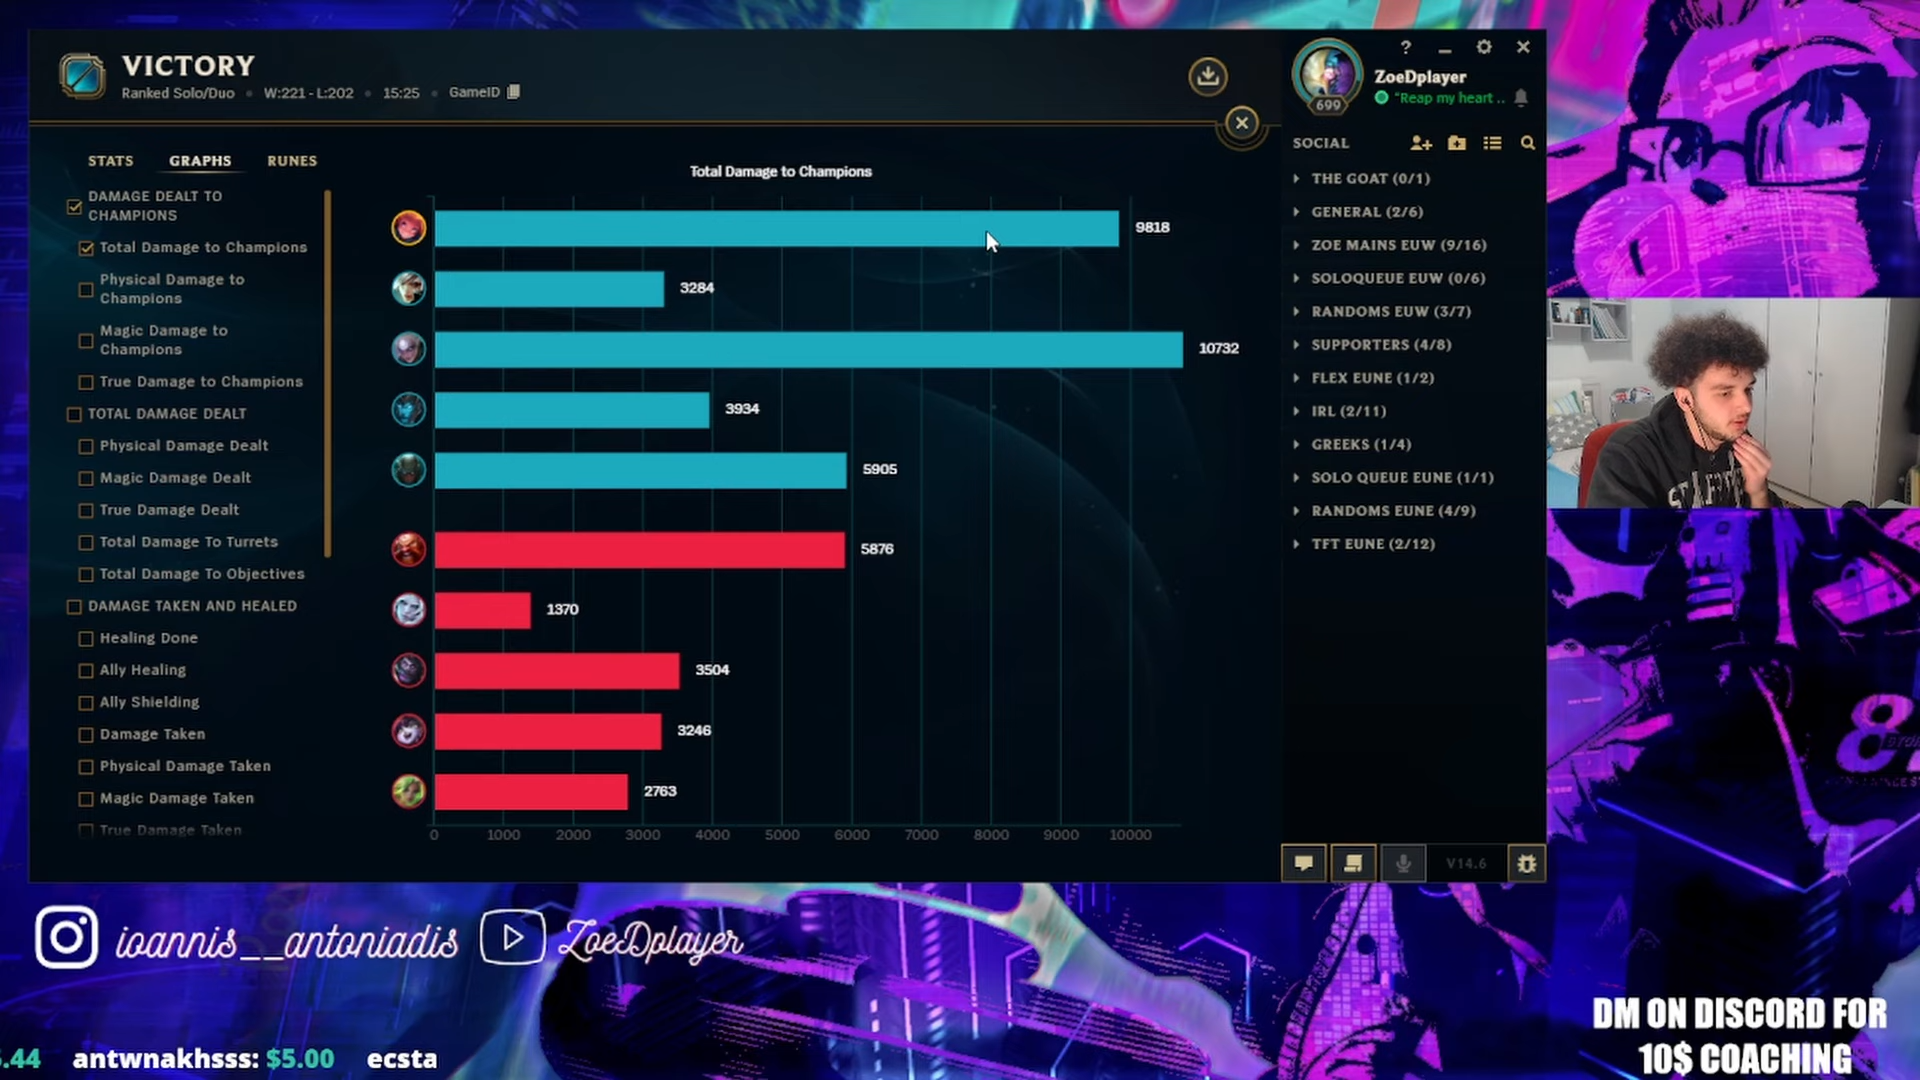 VICTORY
Ranked Solo/Duo • W:221 - L:202 • 15:25 • GameID
STATS GRAPHS RUNES
DAMAGE DEALT TO
CHAMPIONS
Total Damage to Champions
Physical Damage to
Champions
Magic Damage to
Champions
True Damage to Champions
TOTAL DAMAGE DEALT
Physical Damage Dealt
Magic Damage Dealt
True Damage Dealt
Total Damage To Turrets
Total Damage To Objectives
DAMAGE TAKEN AND HEALED
Healing Done
Ally Healing
Ally Shielding
Damage Taken
Physical Damage Taken
Magic Damage Taken
True Damage Taken
Total Damage to Champions
9818
3284
10732
3934
5905
5876
1370
3504
3246
2763
0 1000 2000 3000 4000 5000 6000 7000 8000 9000 10000
?
699
ZoeDplayer
"Reap my heart ..
SOCIAL
THE GOAT (0/1)
GENERAL (2/6)
ZOE MAINS EUW (9/16)
SOLOQUEUE EUW (0/6)
RANDOMS EUW (3/7)
SUPPORTERS (4/8)
FLEX EUNE (1/2)
IRL (2/11)
GREEKS (1/4)
SOLO QUEUE EUNE (1/1)
RANDOMS EUNE (4/9)
TFT EUNE (2/12)
V14.6
ioannis__antoniadis ZoeDplayer
.44 antwnakhsss: $5.00 ecsta
DM ON DISCORD FOR
10$ COACHING